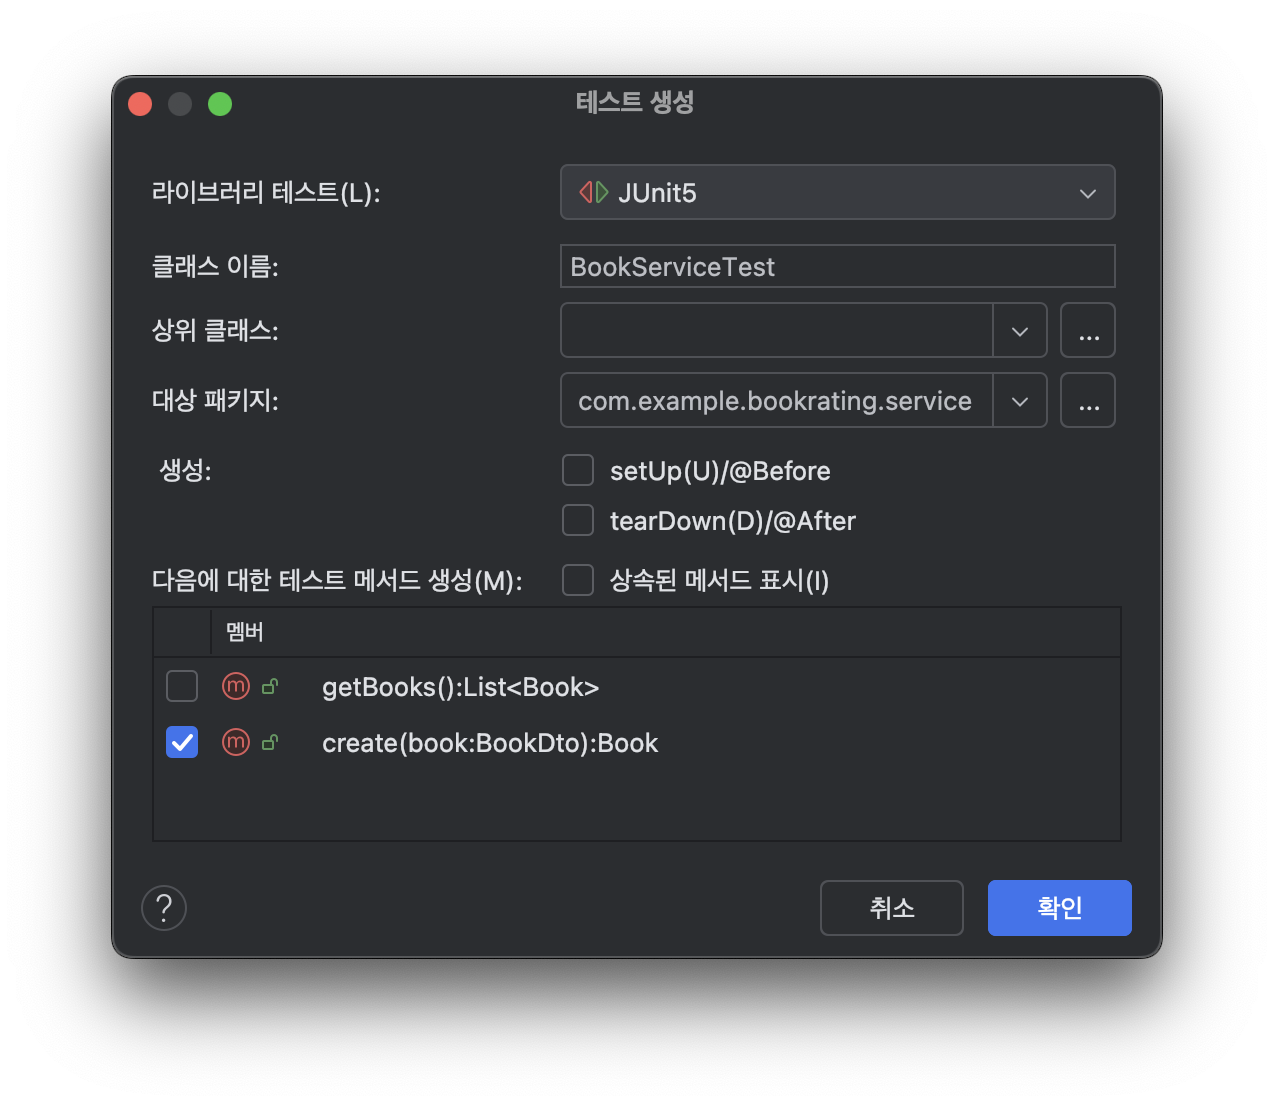 테스트 생성
라이브러리 테스트(L): JUnit5
클래스 이름: BookServiceTest
상위 클래스: ...
대상 패키지: com.example.bookrating.service ...
생성: setUp(U)/@Before
tearDown(D)/@After
다음에 대한 테스트 메서드 생성(M): 상속된 메서드 표시(I)
멤버
m getBooks():List<Book>
m create(book:BookDto):Book
? 취소 확인